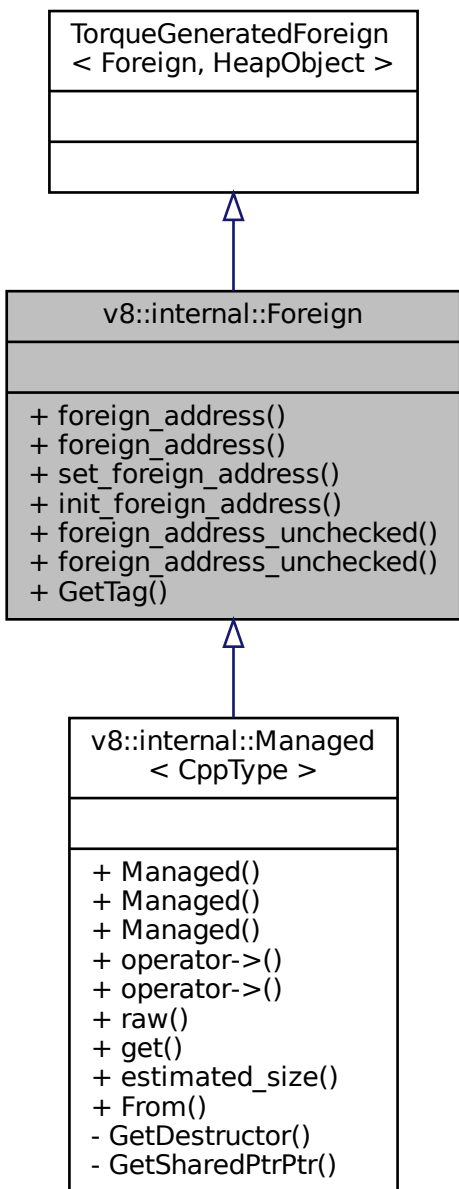 TorqueGeneratedForeign
< Foreign, HeapObject >
v8::internal::Foreign
+ foreign_address()
+ foreign_address()
+ set_foreign_address()
+ init_foreign_address()
+ foreign_address_unchecked()
+ foreign_address_unchecked()
+ GetTag()
v8::internal::Managed
< CppType >
+ Managed()
+ Managed()
+ Managed()
+ operator->()
+ operator->()
+ raw()
+ get()
+ estimated_size()
+ From()
- GetDestructor()
- GetSharedPtrPtr()